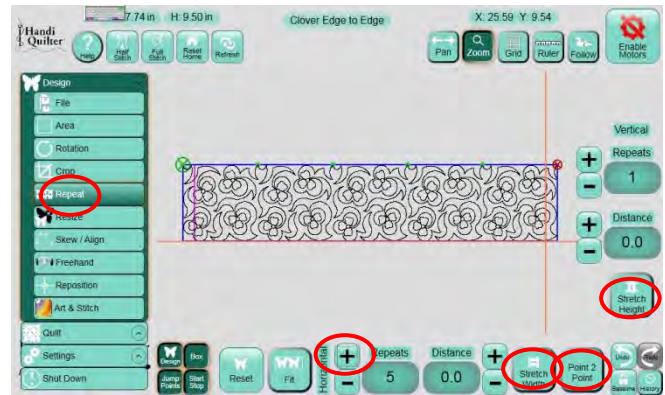 7.74 in H: 9.50 in
Clover Edge to Edge
X: 25.59 Y: 9.54
Handi
Quilter
Help
Half
Stitch
Full
Stitch
Reset
Home
Refresh
Pan
Zoom
Grid
Ruler
Follow
Enable
Motors
Design
File
Area
Rotation
Crop
Repeat
Resize
Skew / Align
Freehand
Reposition
Art & Stitch
Quilt
Settings
Shut Down
Vertical
Repeats
+
-
1
Distance
+
-
0.0
Stretch
Height
Design
Box
Jump
Points
Start
Stop
Reset
Fit
Horizontal
+
-
Repeats
5
Distance
0.0
+
-
Stretch
Width
Point 2
Point
Undo
Redo
Baseline
History